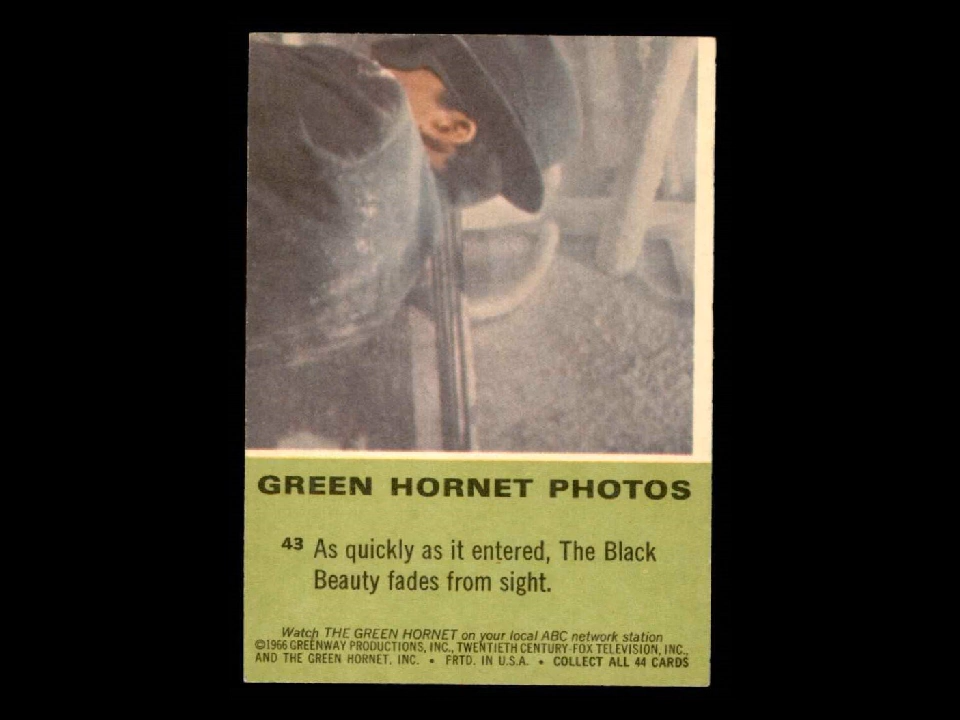 GREEN HORNET PHOTOS
43 As quickly as it entered, The Black
Beauty fades from sight.
Watch THE GREEN HORNET on your local ABC network station
©1966 GREENWAY PRODUCTIONS, INC., TWENTIETH CENTURY-FOX TELEVISION, INC.,
AND THE GREEN HORNET, INC. • FRTD. IN U.S.A. • COLLECT ALL 44 CARDS